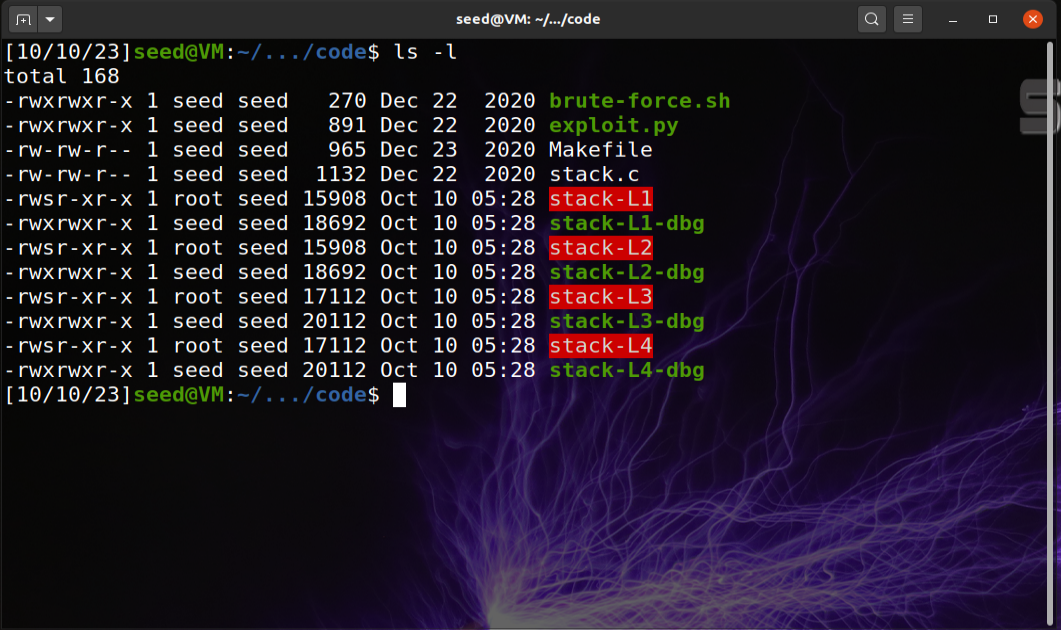 seed@VM: ~/.../code
[10/10/23]seed@VM:~/.../code$ ls -l
total 168
-rwxrwxr-x 1 seed seed   270 Dec 22  2020 brute-force.sh
-rwxrwxr-x 1 seed seed   891 Dec 22  2020 exploit.py
-rw-rw-r-- 1 seed seed   965 Dec 23  2020 Makefile
-rw-rw-r-- 1 seed seed  1132 Dec 22  2020 stack.c
-rwsr-xr-x 1 root seed 15908 Oct 10 05:28 stack-L1
-rwxrwxr-x 1 seed seed 18692 Oct 10 05:28 stack-L1-dbg
-rwsr-xr-x 1 root seed 15908 Oct 10 05:28 stack-L2
-rwxrwxr-x 1 seed seed 18692 Oct 10 05:28 stack-L2-dbg
-rwsr-xr-x 1 root seed 17112 Oct 10 05:28 stack-L3
-rwxrwxr-x 1 seed seed 20112 Oct 10 05:28 stack-L3-dbg
-rwsr-xr-x 1 root seed 17112 Oct 10 05:28 stack-L4
-rwxrwxr-x 1 seed seed 20112 Oct 10 05:28 stack-L4-dbg
[10/10/23]seed@VM:~/.../code$